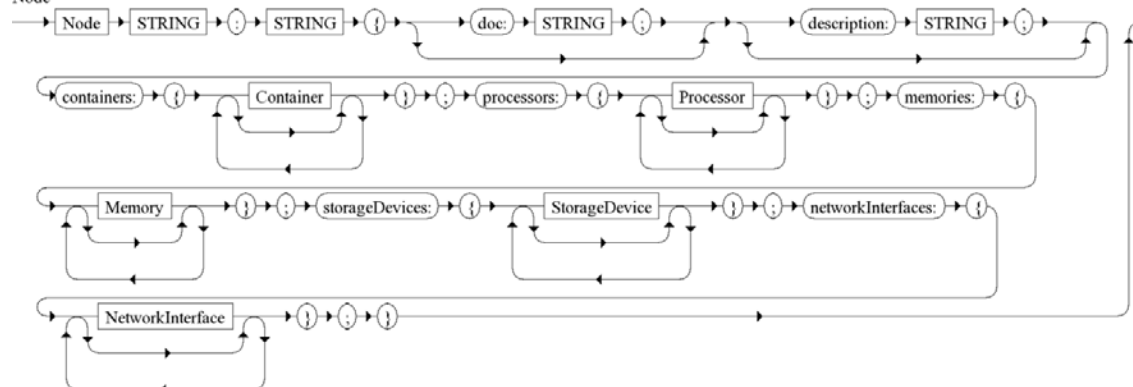 Node
Node STRING : STRING { doc: STRING ; description: STRING ;
containers: { Container } ; processors: { Processor } ; memories: {
Memory } ; storageDevices: { StorageDevice } ; networkInterfaces: {
NetworkInterface } ; }